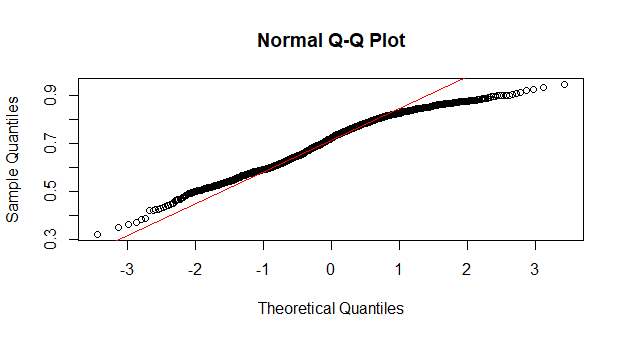 Normal Q-Q Plot
Sample Quantiles
0.9
0.7
0.5
0.3
-3 -2 -1 0 1 2 3
Theoretical Quantiles